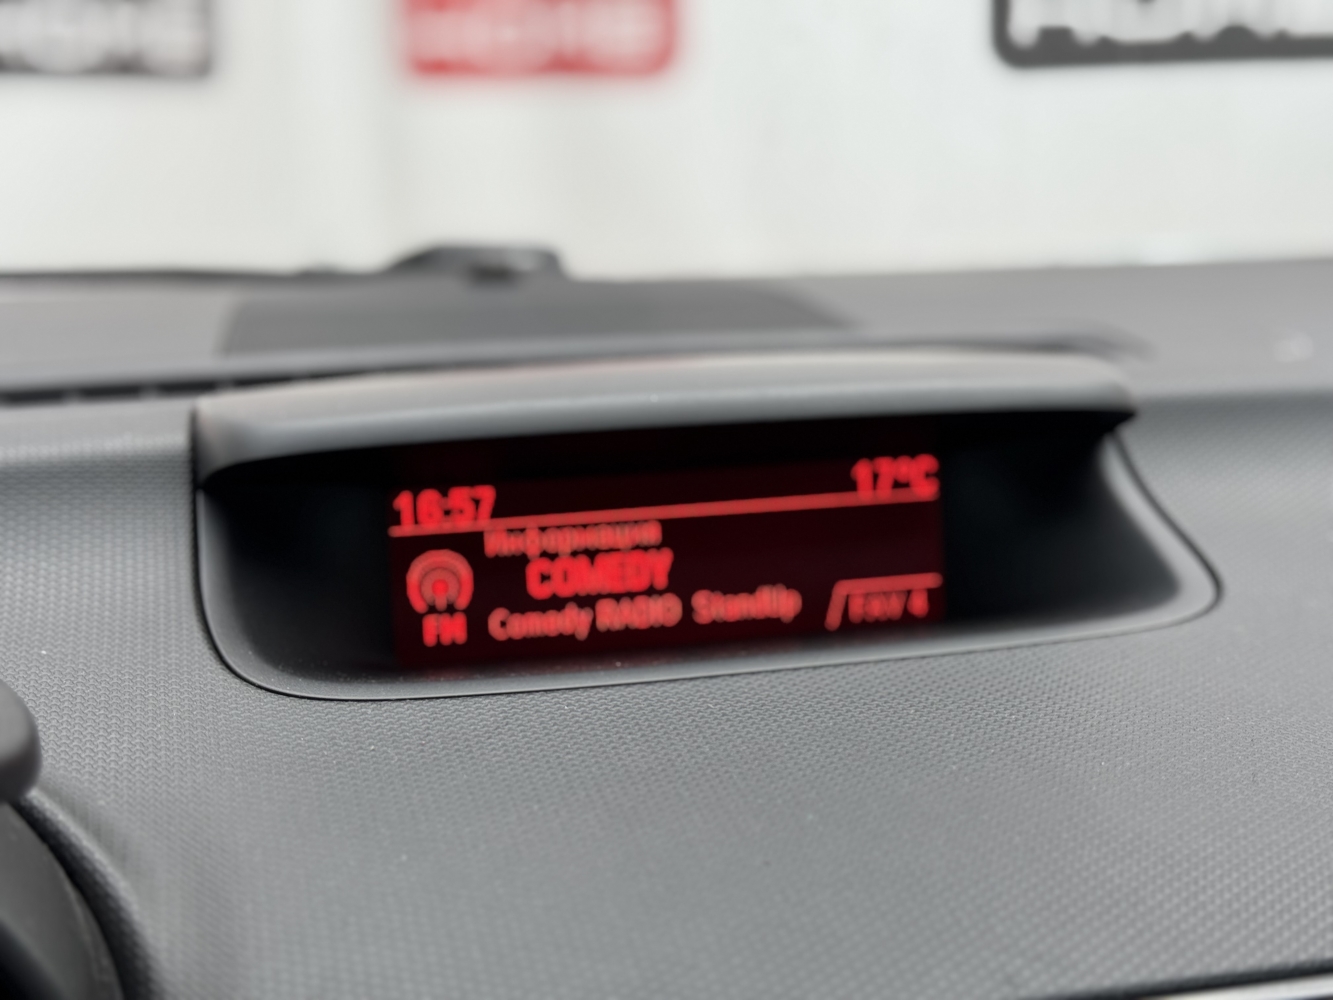 16:57 17°C
Информация
COMEDY
FM Comedy RADIO StandUp Fav 4